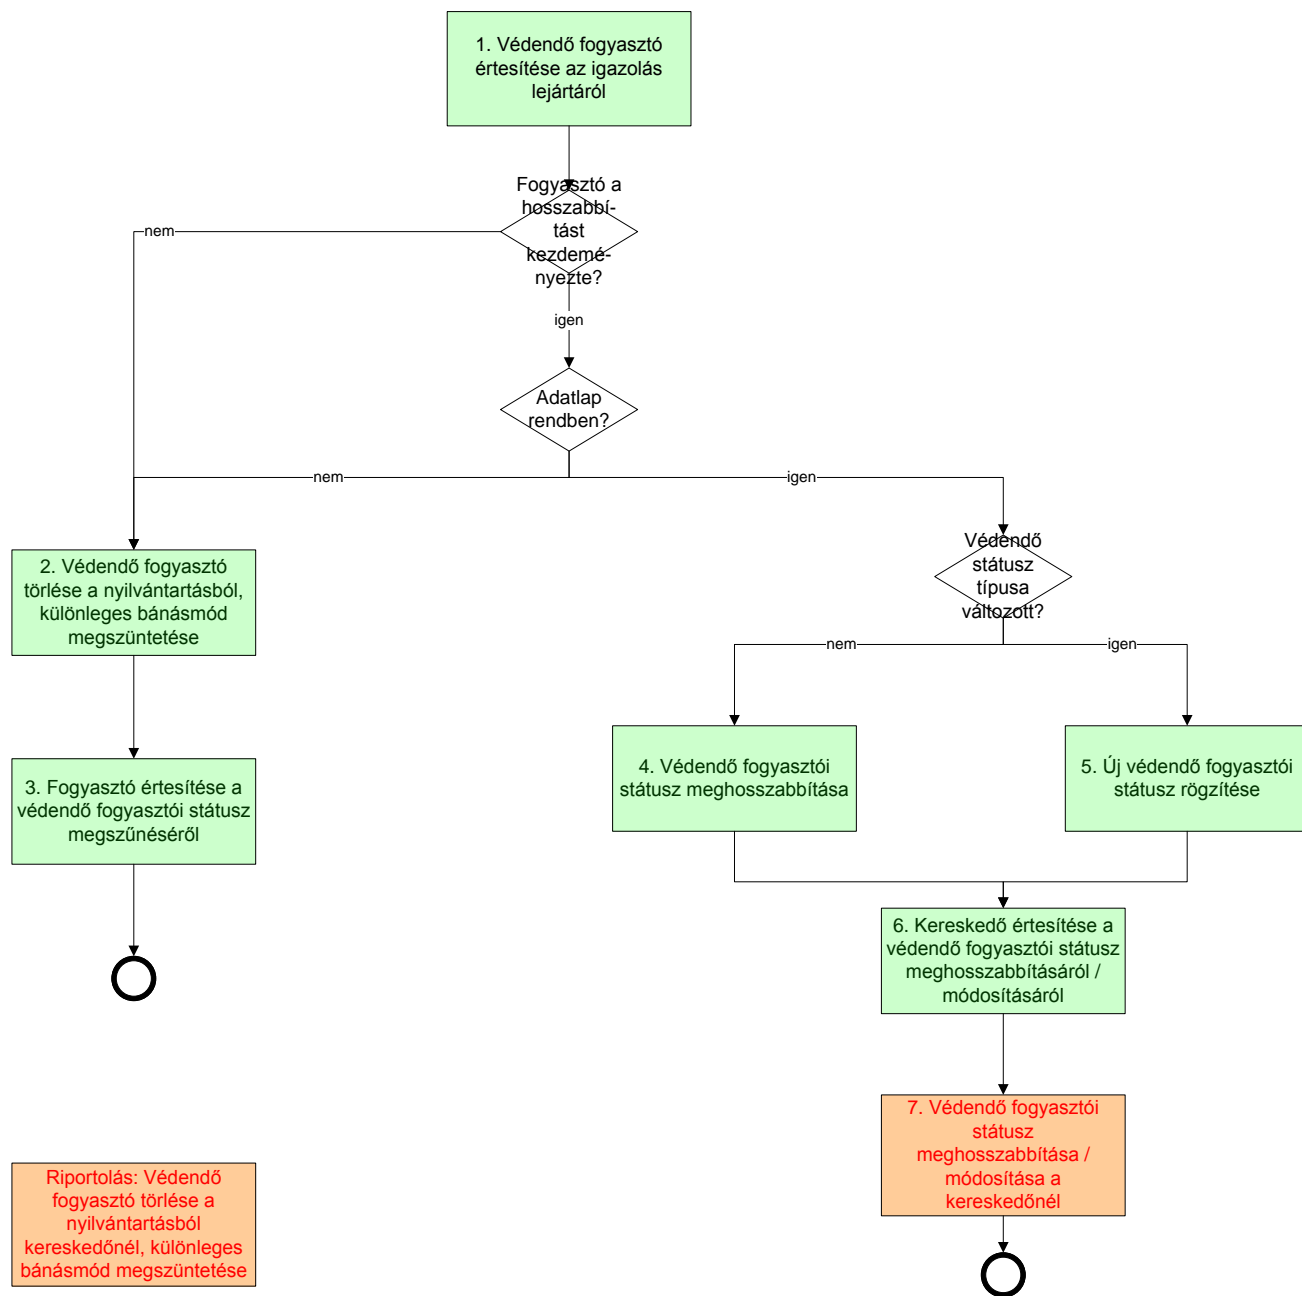 1. Védendő fogyasztó
értesítése az igazolás
lejártáról
Fogyasztó a
hosszabbí-
tást
kezdemé-
nyezte?
nem
igen
Adatlap
rendben?
nem
igen
Védendő
státusz
típusa
változott?
2. Védendő fogyasztó
törlése a nyilvántartásból,
különleges bánásmód
megszüntetése
nem
igen
3. Fogyasztó értesítése a
védendő fogyasztói státusz
megszűnéséről
4. Védendő fogyasztói
státusz meghosszabbítása
5. Új védendő fogyasztói
státusz rögzítése
6. Kereskedő értesítése a
védendő fogyasztói státusz
meghosszabbításáról /
módosításáról
7. Védendő fogyasztói
státusz
meghosszabbítása /
módosítása a
kereskedőnél
Riportolás: Védendő
fogyasztó törlése a
nyilvántartásból
kereskedőnél, különleges
bánásmód megszüntetése